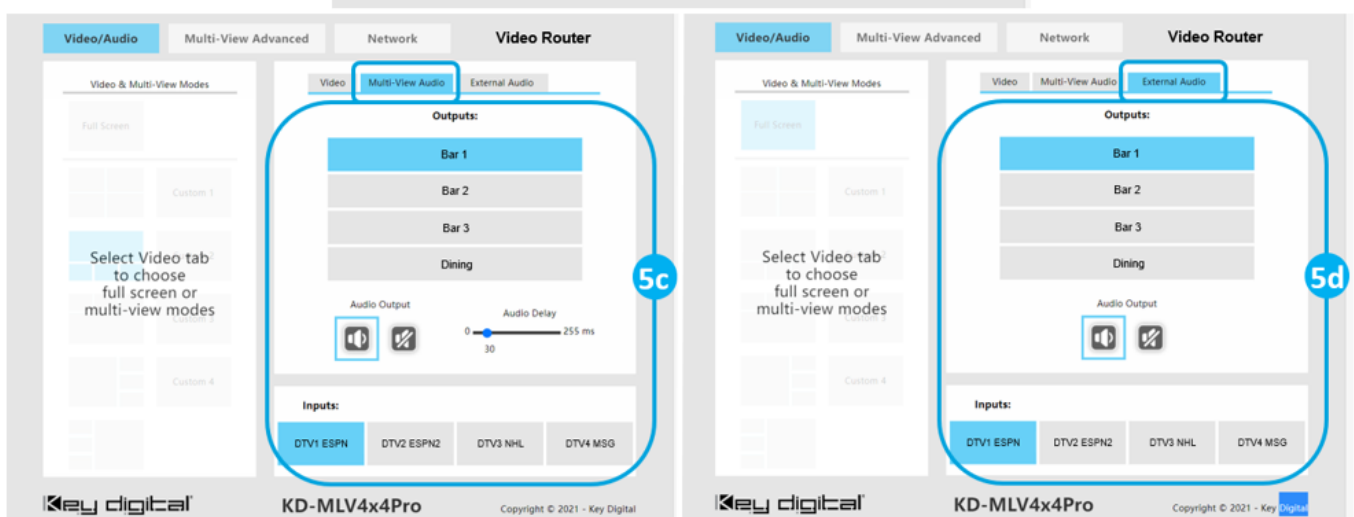 Video/Audio
Multi-View Advanced
Network
Video Router
Video & Multi-View Modes
Full Screen
Custom 1
Select Video tab
to choose
full screen or
multi-view modes
Custom 4
Video
Multi-View Audio
External Audio
Outputs:
Bar 1
Bar 2
Bar 3
Dining
Audio Output
Audio Delay
0
255 ms
30
5c
Inputs:
DTV1 ESPN
DTV2 ESPN2
DTV3 NHL
DTV4 MSG
Key digital
KD-MLV4x4Pro
Copyright © 2021 - Key Digital
Video/Audio
Multi-View Advanced
Network
Video Router
Video & Multi-View Modes
Full Screen
Custom 1
Select Video tab
to choose
full screen or
multi-view modes
Custom 4
Video
Multi-View Audio
External Audio
Outputs:
Bar 1
Bar 2
Bar 3
Dining
Audio Output
5d
Inputs:
DTV1 ESPN
DTV2 ESPN2
DTV3 NHL
DTV4 MSG
Key digital
KD-MLV4x4Pro
Copyright © 2021 - Key Digital